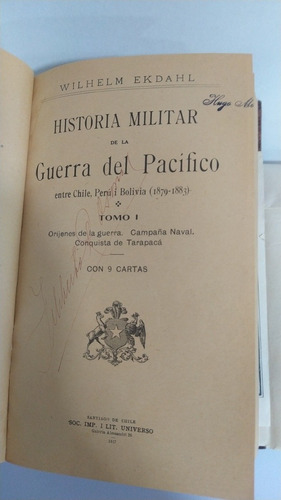 WILHELM EKDAHL
Hugo
HISTORIA MILITAR
DE LA
Guerra del Pacífico
entre Chile, Perú i Bolivia (1879-1883)
TOMO I
Oríjenes de la guerra. Campaña Naval.
Conquista de Tarapacá
CON 9 CARTAS
SANTIAGO DE CHILE
SOC. IMP. I LIT. UNIVERSO